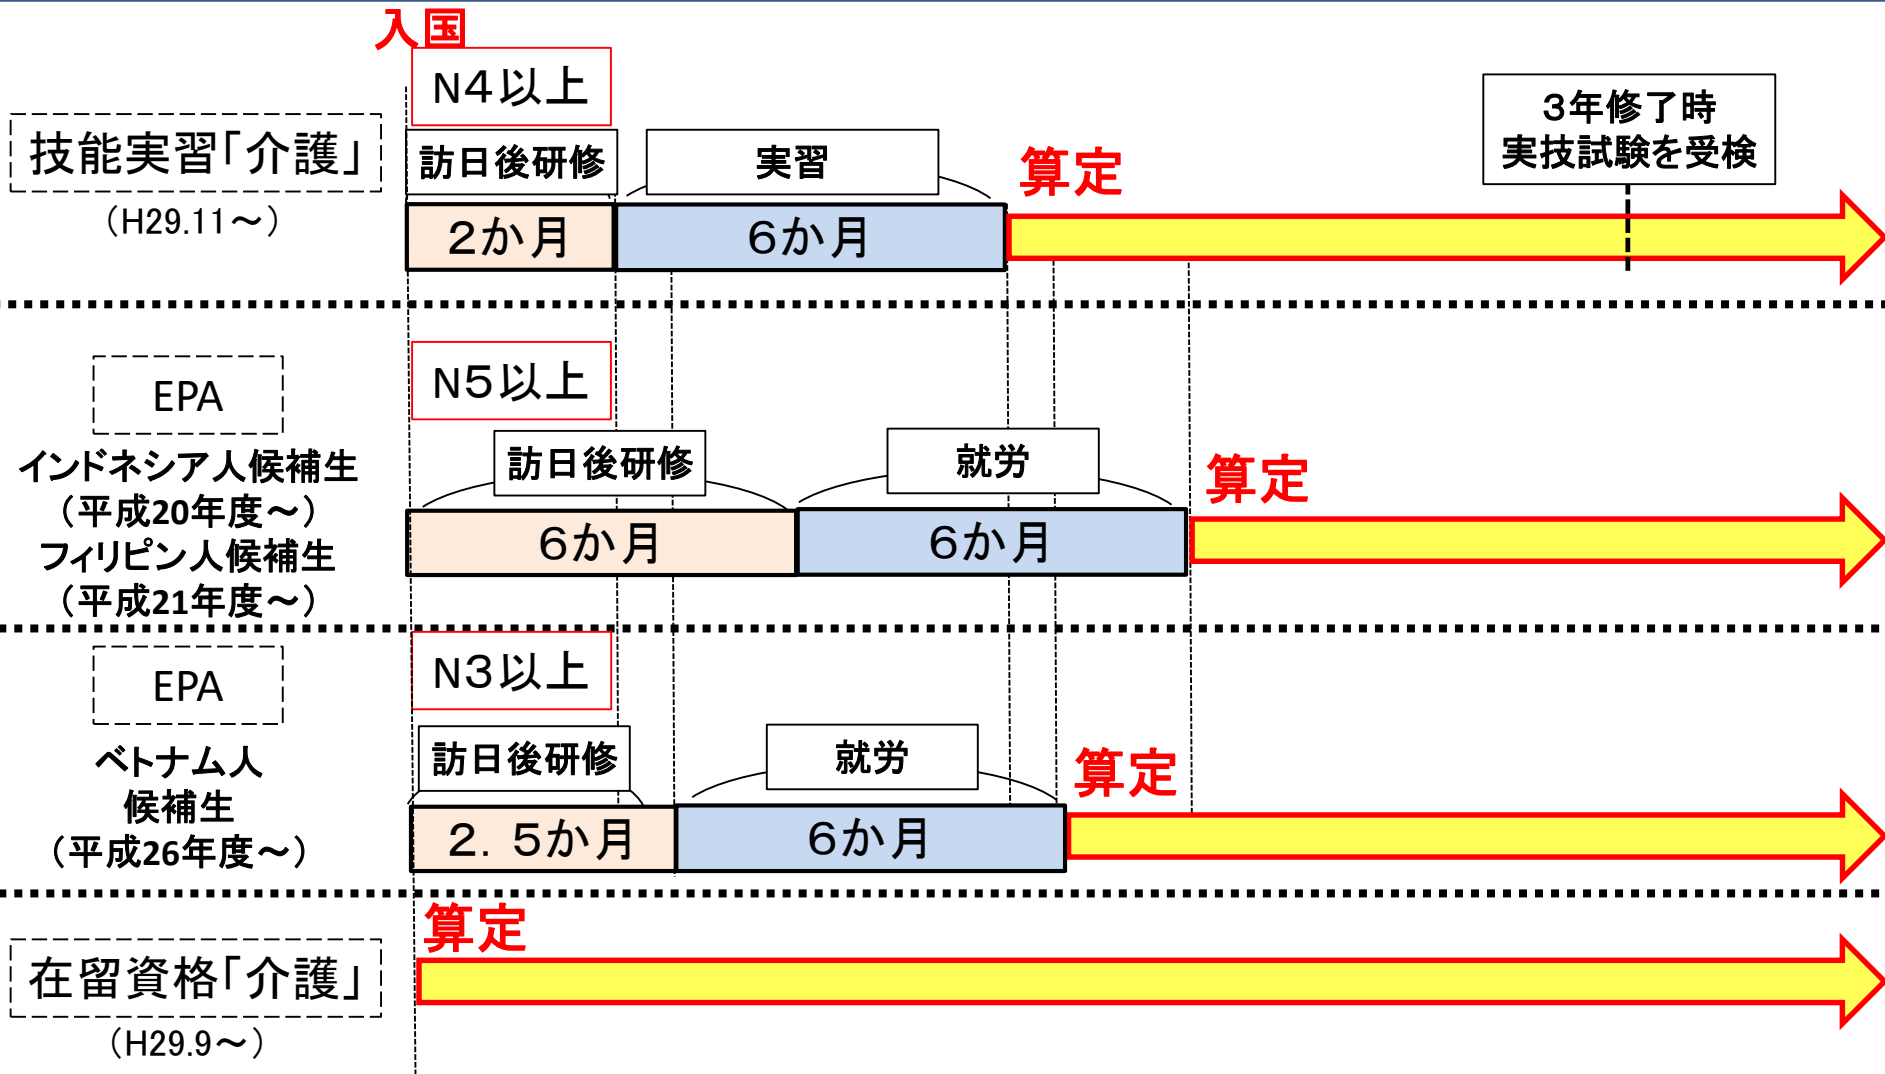 入国
N4以上
技能実習「介護」
（H29.11～）
訪日後研修
実習
算定
3年修了時
実技試験を受検
2か月
6か月
EPA
インドネシア人候補生
（平成20年度～）
フィリピン人候補生
（平成21年度～）
N5以上
訪日後研修
就労
算定
6か月
6か月
EPA
ベトナム人
候補生
（平成26年度～）
N3以上
訪日後研修
就労
算定
2．5か月
6か月
在留資格「介護」
（H29.9～）
算定